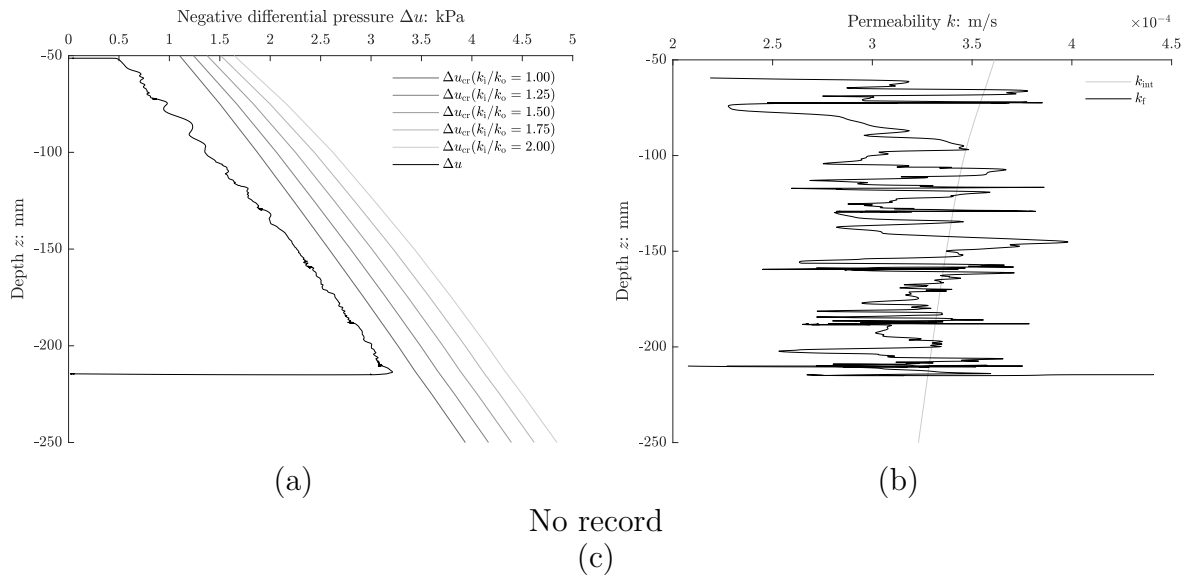 Negative differential pressure Δu: kPa
0 0.5 1 1.5 2 2.5 3 3.5 4 4.5 5
-50
-100
-150
-200
-250
Depth z: mm
Δu_cr(k_i/k_o = 1.00)
Δu_cr(k_i/k_o = 1.25)
Δu_cr(k_i/k_o = 1.50)
Δu_cr(k_i/k_o = 1.75)
Δu_cr(k_i/k_o = 2.00)
Δu
(a)
Permeability k: m/s ×10⁻⁴
2 2.5 3 3.5 4 4.5
-50
-100
-150
-200
-250
Depth z: mm
k_int
k_f
(b)
No record
(c)